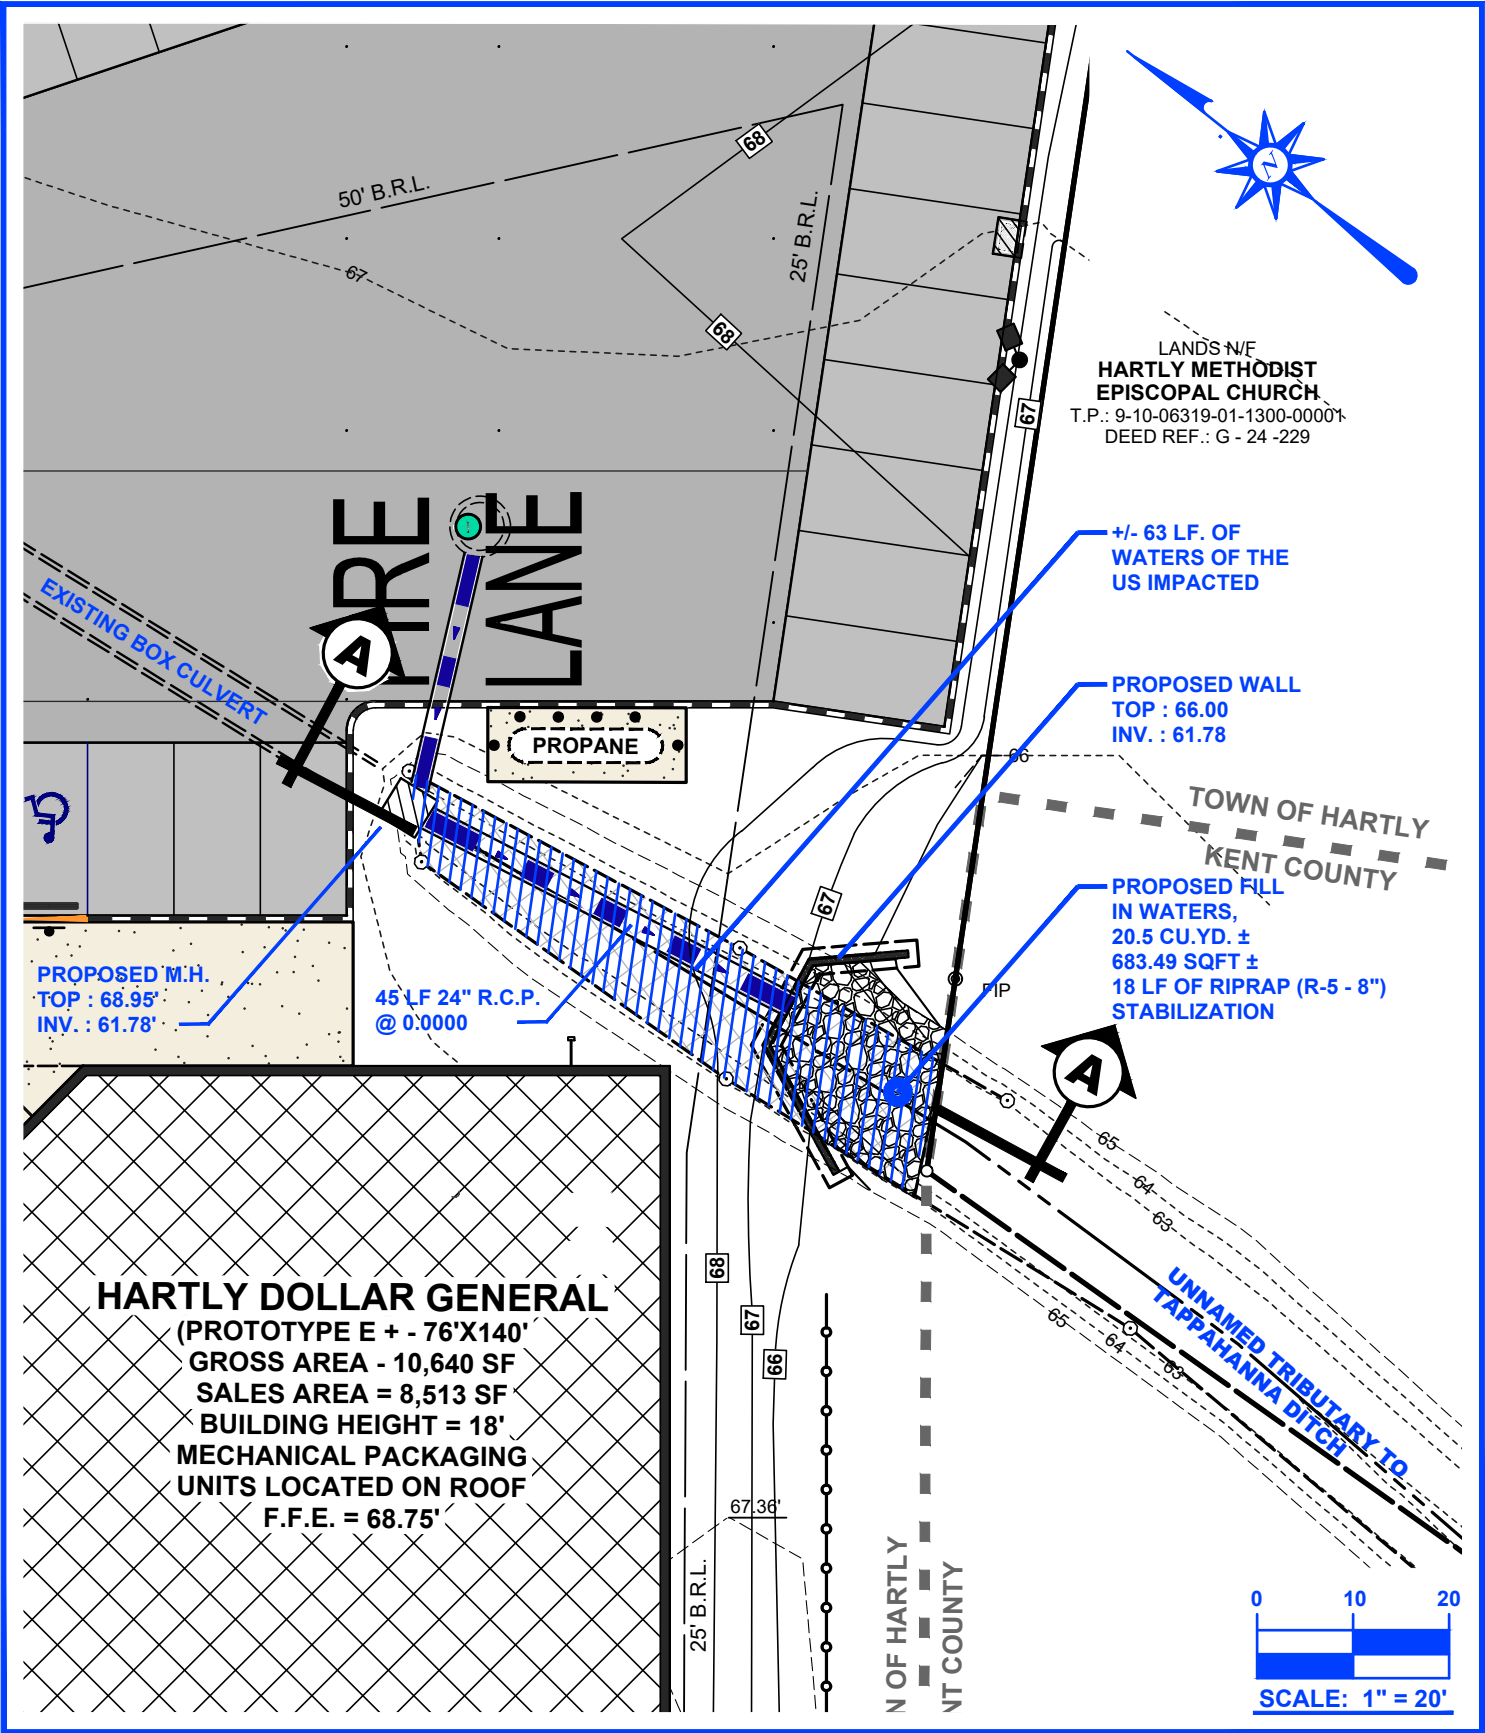 68
50' B.R.L.
25' B.R.L.
67
68
N
LANDS N/F
HARTLY METHODIST
EPISCOPAL CHURCH
T.P.: 9-10-06319-01-1300-00001
DEED REF.: G - 24 -229
67
FIRE
LANE
+/- 63 LF. OF
WATERS OF THE
US IMPACTED
EXISTING BOX CULVERT
A
PROPOSED WALL
TOP : 66.00
INV. : 61.78
PROPANE
66
TOWN OF HARTLY
KENT COUNTY
67
PROPOSED FILL
IN WATERS,
20.5 CU.YD. ±
683.49 SQFT ±
18 LF OF RIPRAP (R-5 - 8")
STABILIZATION
PROPOSED M.H.
TOP : 68.95'
INV. : 61.78'
45 LF 24" R.C.P.
@ 0.0000
PIP
A
65
64
63
HARTLY DOLLAR GENERAL
(PROTOTYPE E + - 76'X140'
GROSS AREA - 10,640 SF
SALES AREA = 8,513 SF
BUILDING HEIGHT = 18'
MECHANICAL PACKAGING
UNITS LOCATED ON ROOF
F.F.E. = 68.75'
68
67
66
65
64
63
UNNAMED TRIBUTARY TO
TAPPAHANNA DITCH
67.36'
25' B.R.L.
N OF HARTLY
NT COUNTY
0 10 20
SCALE: 1" = 20'